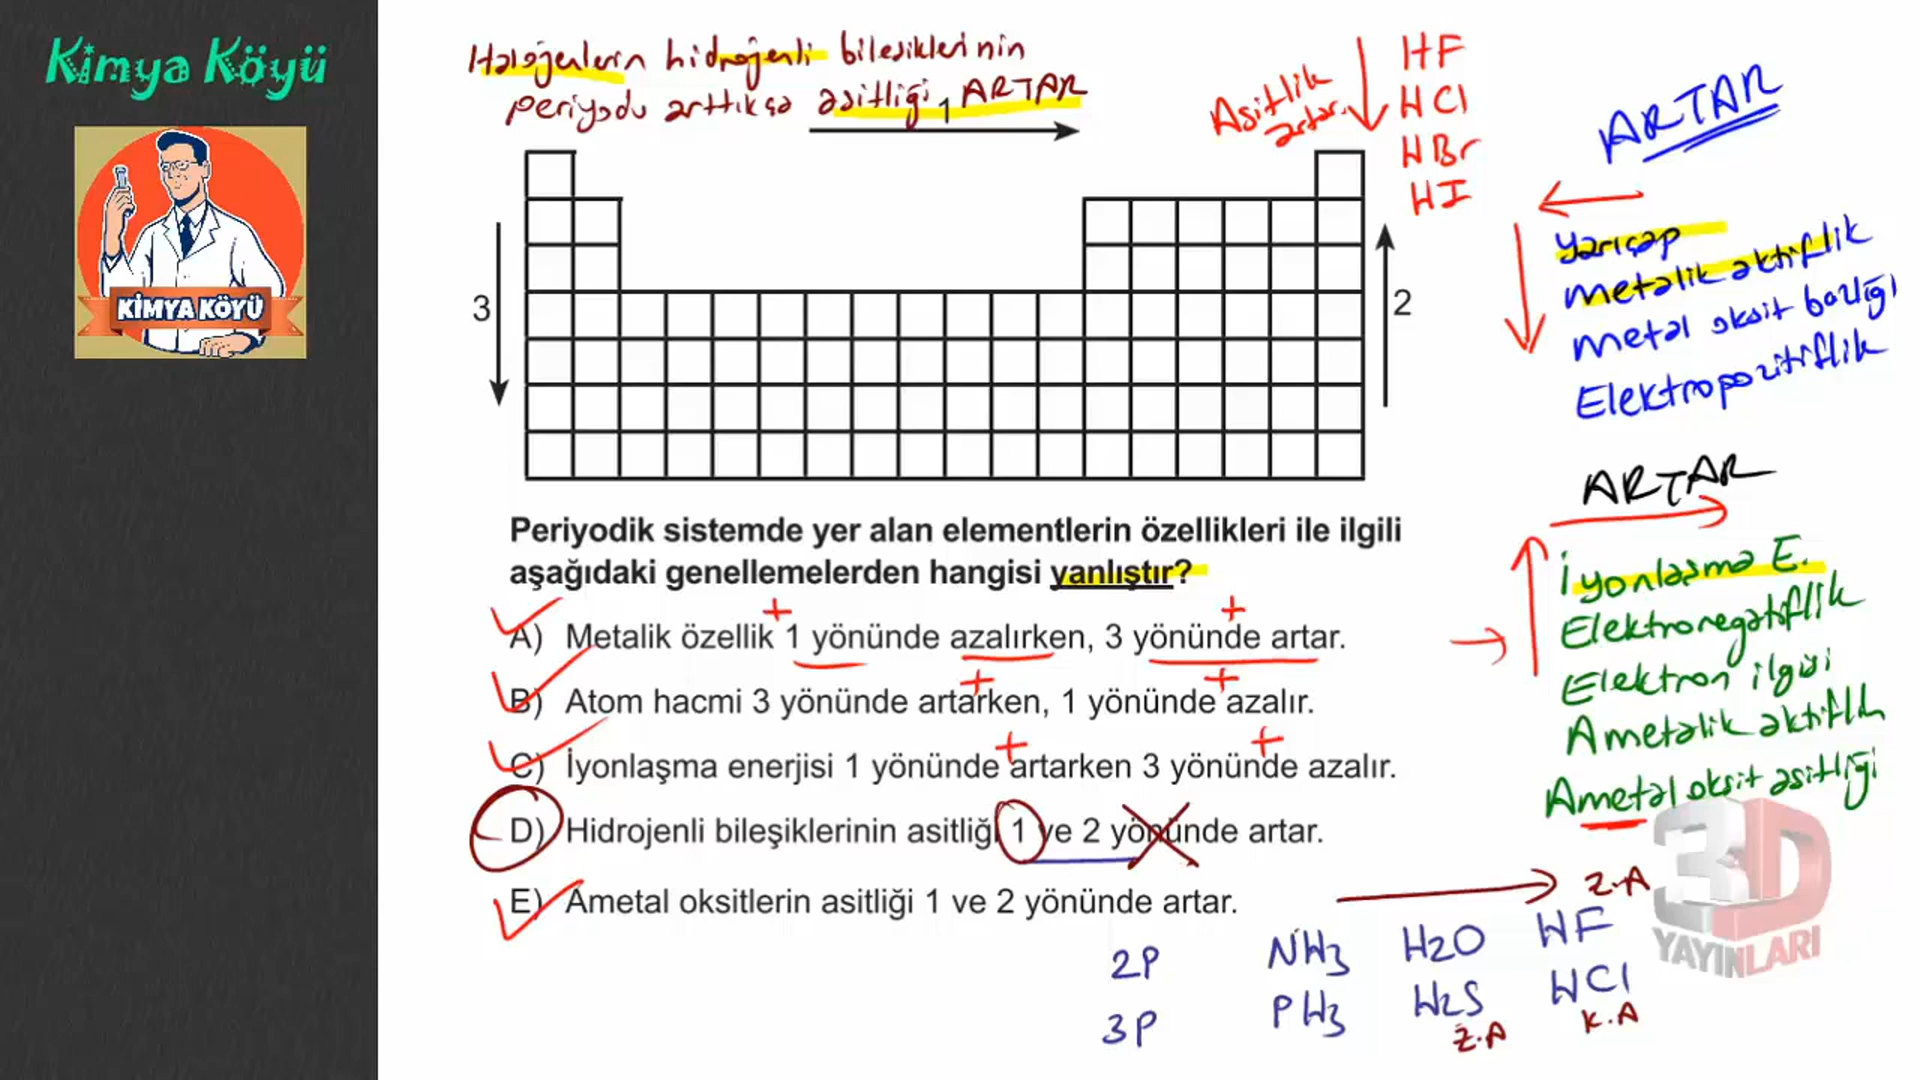 Kimya Köyü
KİMYA KÖYÜ
Halojenlerin hidrojenli bileşiklerinin
periyodu arttıkça asitliği ARTAR
1
Asitlik
artar.
HF
HCl
HBr
HI
3
2
ARTAR
Yarıçap
Metalik aktiflik
Metal oksit bazlığı
Elektropozitiflik
ARTAR
İyonlaşma E.
Elektronegatiflik
Elektron ilgisi
Ametalik aktiflik
Ametal oksit asitliği
Periyodik sistemde yer alan elementlerin özellikleri ile ilgili
aşağıdaki genellemelerden hangisi yanlıştır?
A) Metalik özellik 1 yönünde azalırken, 3 yönünde artar.
B) Atom hacmi 3 yönünde artarken, 1 yönünde azalır.
C) İyonlaşma enerjisi 1 yönünde artarken 3 yönünde azalır.
D) Hidrojenli bileşiklerinin asitliği 1 ve 2 yönünde artar.
E) Ametal oksitlerin asitliği 1 ve 2 yönünde artar.
Z.A
2P NH3 H2O HF
3P PH3 H2S HCl
Z.A K.A
3D
YAYINLARI